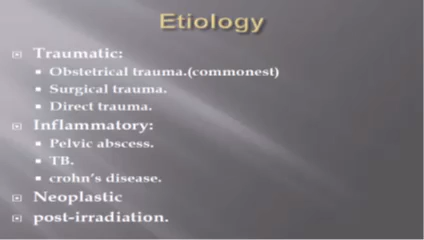 Etiology
Traumatic:
Obstetrical trauma.(commonest)
Surgical trauma.
Direct trauma.
Inflammatory:
Pelvic abscess.
TB.
crohn's disease.
Neoplastic
post-irradiation.